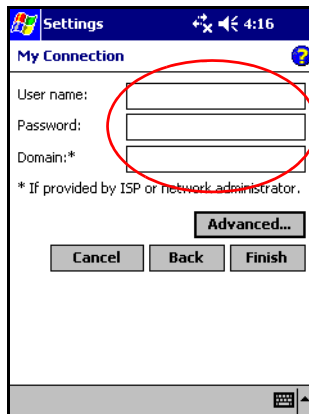 Settings 4:16
My Connection ?
User name:
Password:
Domain:*
* If provided by ISP or network administrator.
Advanced...
Cancel Back Finish